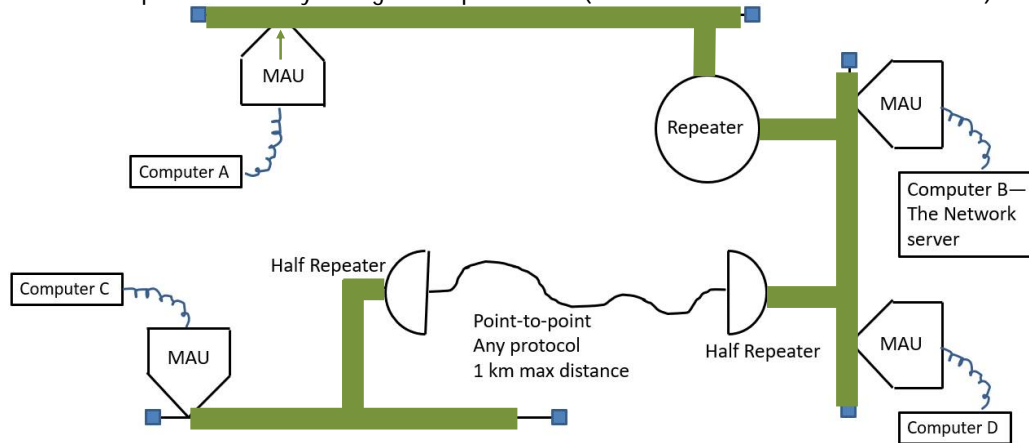 MAU
Repeater
MAU
Computer A
Computer B—
The Network
server
Half Repeater
Computer C
Point-to-point
Any protocol
1 km max distance
Half Repeater
MAU
MAU
Computer D